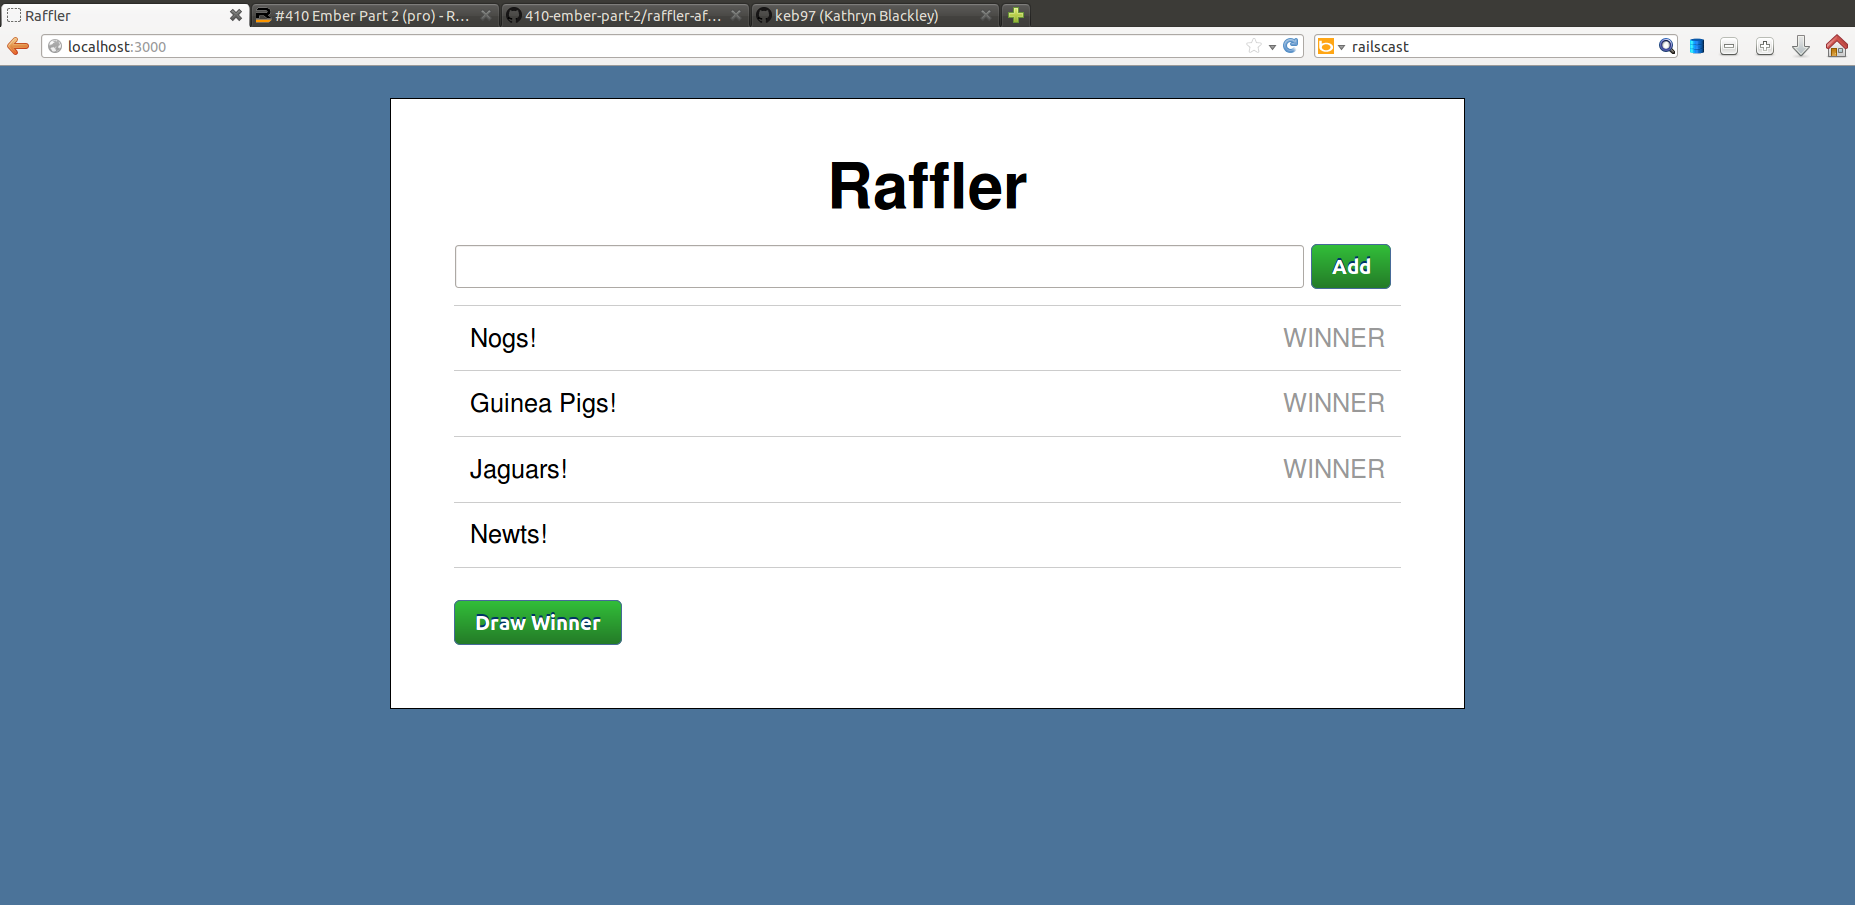 Raffler
#410 Ember Part 2 (pro) - R...
410-ember-part-2/raffler-af...
keb97 (Kathryn Blackley)
localhost:3000
railscast
Raffler
Add
Nogs! WINNER
Guinea Pigs! WINNER
Jaguars! WINNER
Newts!
Draw Winner